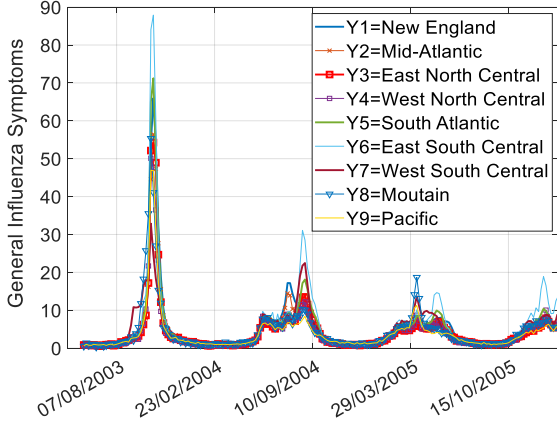 90
80
70
60
50
40
30
20
10
0
General Influenza Symptoms
Y1=New England
Y2=Mid-Atlantic
Y3=East North Central
Y4=West North Central
Y5=South Atlantic
Y6=East South Central
Y7=West South Central
Y8=Moutain
Y9=Pacific
07/08/2003
23/02/2004
10/09/2004
29/03/2005
15/10/2005